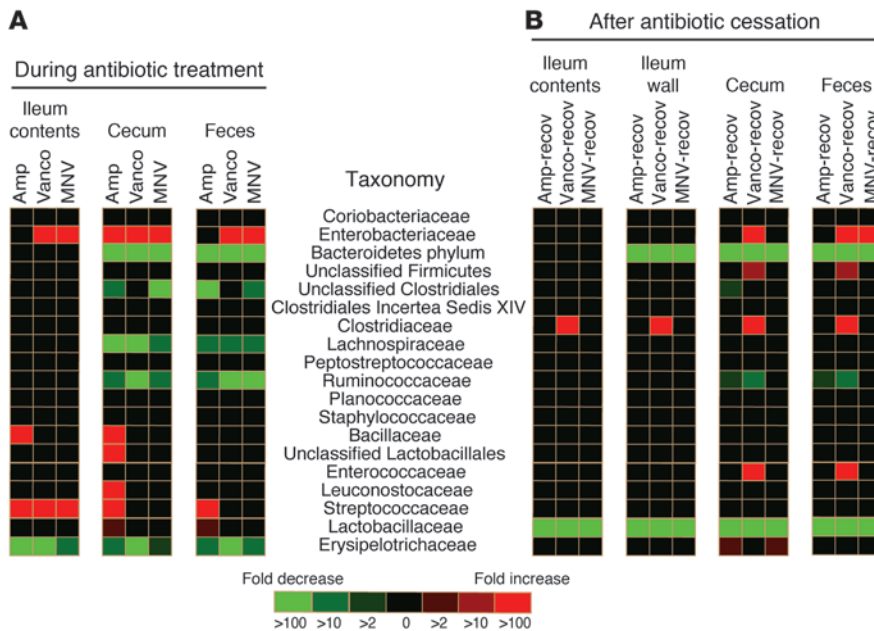 A
During antibiotic treatment
Ileum
contents
Cecum
Feces
Amp
Vanco
MNV
Amp
Vanco
MNV
Amp
Vanco
MNV
Taxonomy
Coriobacteriaceae
Enterobacteriaceae
Bacteroidetes phylum
Unclassified Firmicutes
Unclassified Clostridiales
Clostridiales Incertea Sedis XIV
Clostridiaceae
Lachnospiraceae
Peptostreptococcaceae
Ruminococcaceae
Planococcaceae
Staphylococcaceae
Bacillaceae
Unclassified Lactobacillales
Enterococcaceae
Leuconostocaceae
Streptococcaceae
Lactobacillaceae
Erysipelotrichaceae
B
After antibiotic cessation
Ileum
contents
Ileum
wall
Cecum
Feces
Amp-recov
Vanco-recov
MNV-recov
Amp-recov
Vanco-recov
MNV-recov
Amp-recov
Vanco-recov
MNV-recov
Amp-recov
Vanco-recov
MNV-recov
Fold decrease
Fold increase
>100 >10 >2 0 >2 >10 >100